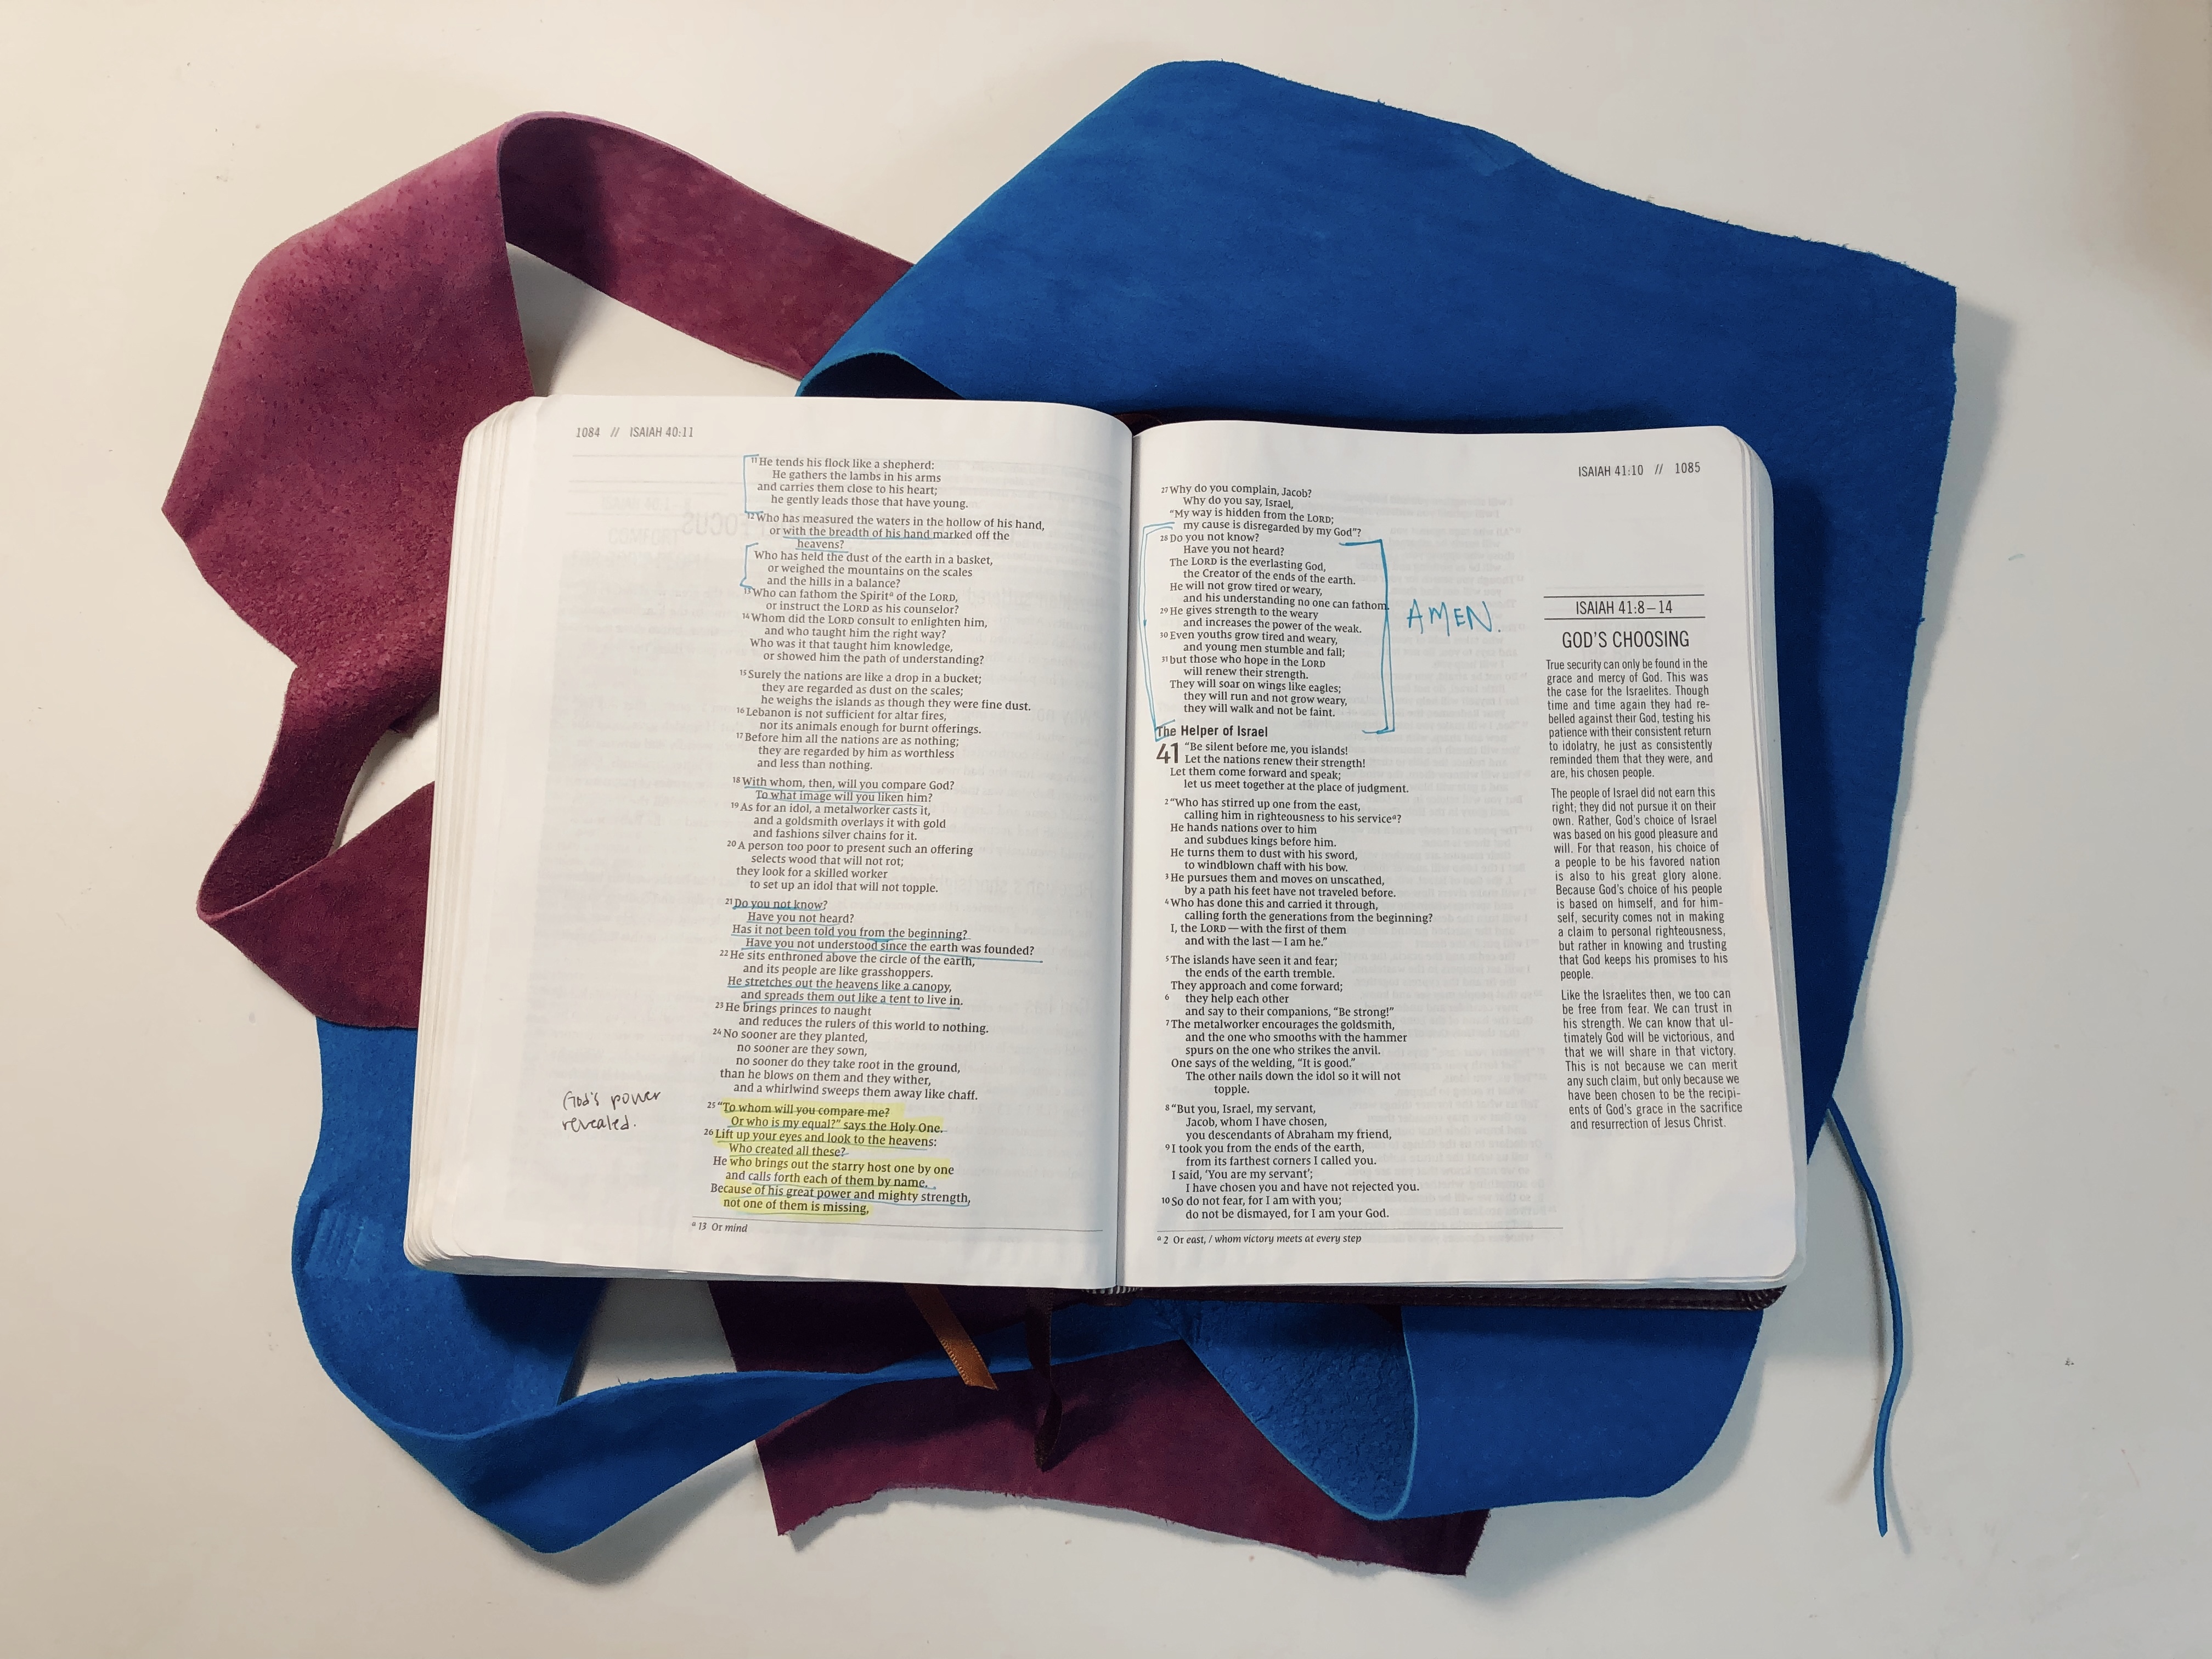 1084 // ISAIAH 40:11
11 He tends his flock like a shepherd:
He gathers the lambs in his arms
and carries them close to his heart;
he gently leads those that have young.
12 Who has measured the waters in the hollow of his hand,
or with the breadth of his hand marked off the
heavens?
Who has held the dust of the earth in a basket,
or weighed the mountains on the scales
and the hills in a balance?
13 Who can fathom the Spirit a of the LORD,
or instruct the LORD as his counselor?
14 Whom did the LORD consult to enlighten him,
and who taught him the right way?
Who was it that taught him knowledge,
or showed him the path of understanding?
15 Surely the nations are like a drop in a bucket;
they are regarded as dust on the scales;
he weighs the islands as though they were fine dust.
16 Lebanon is not sufficient for altar fires,
nor its animals enough for burnt offerings.
17 Before him all the nations are as nothing;
they are regarded by him as worthless
and less than nothing.
18 With whom, then, will you compare God?
To what image will you liken him?
19 As for an idol, a metalworker casts it,
and a goldsmith overlays it with gold
and fashions silver chains for it.
20 A person too poor to present such an offering
selects wood that will not rot;
they look for a skilled worker
to set up an idol that will not topple.
21 Do you not know?
Have you not heard?
Has it not been told you from the beginning?
Have you not understood since the earth was founded?
22 He sits enthroned above the circle of the earth,
and its people are like grasshoppers.
He stretches out the heavens like a canopy,
and spreads them out like a tent to live in.
23 He brings princes to naught
and reduces the rulers of this world to nothing.
24 No sooner are they planted,
no sooner are they sown,
no sooner do they take root in the ground,
than he blows on them and they wither,
and a whirlwind sweeps them away like chaff.
God's power
revealed.
25 “To whom will you compare me?
Or who is my equal?” says the Holy One.
26 Lift up your eyes and look to the heavens:
Who created all these?
He who brings out the starry host one by one
and calls forth each of them by name.
Because of his great power and mighty strength,
not one of them is missing.
a 13 Or mind
ISAIAH 41:10 // 1085
27 Why do you complain, Jacob?
Why do you say, Israel,
“My way is hidden from the LORD;
my cause is disregarded by my God”?
28 Do you not know?
Have you not heard?
The LORD is the everlasting God,
the Creator of the ends of the earth.
He will not grow tired or weary,
and his understanding no one can fathom.
29 He gives strength to the weary
and increases the power of the weak.
30 Even youths grow tired and weary,
and young men stumble and fall;
31 but those who hope in the LORD
will renew their strength.
They will soar on wings like eagles;
they will run and not grow weary,
they will walk and not be faint.
AMEN.
The Helper of Israel
41 “Be silent before me, you islands!
Let the nations renew their strength!
Let them come forward and speak;
let us meet together at the place of judgment.
2 “Who has stirred up one from the east,
calling him in righteousness to his service a?
He hands nations over to him
and subdues kings before him.
He turns them to dust with his sword,
to windblown chaff with his bow.
3 He pursues them and moves on unscathed,
by a path his feet have not traveled before.
4 Who has done this and carried it through,
calling forth the generations from the beginning?
I, the LORD — with the first of them
and with the last — I am he.”
5 The islands have seen it and fear;
the ends of the earth tremble.
They approach and come forward;
6 they help each other
and say to their companions, “Be strong!”
7 The metalworker encourages the goldsmith,
and the one who smooths with the hammer
spurs on the one who strikes the anvil.
One says of the welding, “It is good.”
The other nails down the idol so it will not
topple.
8 “But you, Israel, my servant,
Jacob, whom I have chosen,
you descendants of Abraham my friend,
9 I took you from the ends of the earth,
from its farthest corners I called you.
I said, ‘You are my servant’;
I have chosen you and have not rejected you.
10 So do not fear, for I am with you;
do not be dismayed, for I am your God.
a 2 Or east, / whom victory meets at every step
ISAIAH 41:8–14
GOD'S CHOOSING
True security can only be found in the
grace and mercy of God. This was
the case for the Israelites. Though
time and time again they had re-
belled against their God, testing his
patience with their consistent return
to idolatry, he just as consistently
reminded them that they were, and
are, his chosen people.
The people of Israel did not earn this
right; they did not pursue it on their
own. Rather, God's choice of Israel
was based on his good pleasure and
will. For that reason, his choice of
a people to be his favored nation
is also to his great glory alone.
Because God's choice of his people
is based on himself, and for him-
self, security comes not in making
a claim to personal righteousness,
but rather in knowing and trusting
that God keeps his promises to his
people.
Like the Israelites then, we too can
be free from fear. We can trust in
his strength. We can know that ul-
timately God will be victorious, and
that we will share in that victory.
This is not because we can merit
any such claim, but only because we
have been chosen to be the recipi-
ents of God's grace in the sacrifice
and resurrection of Jesus Christ.